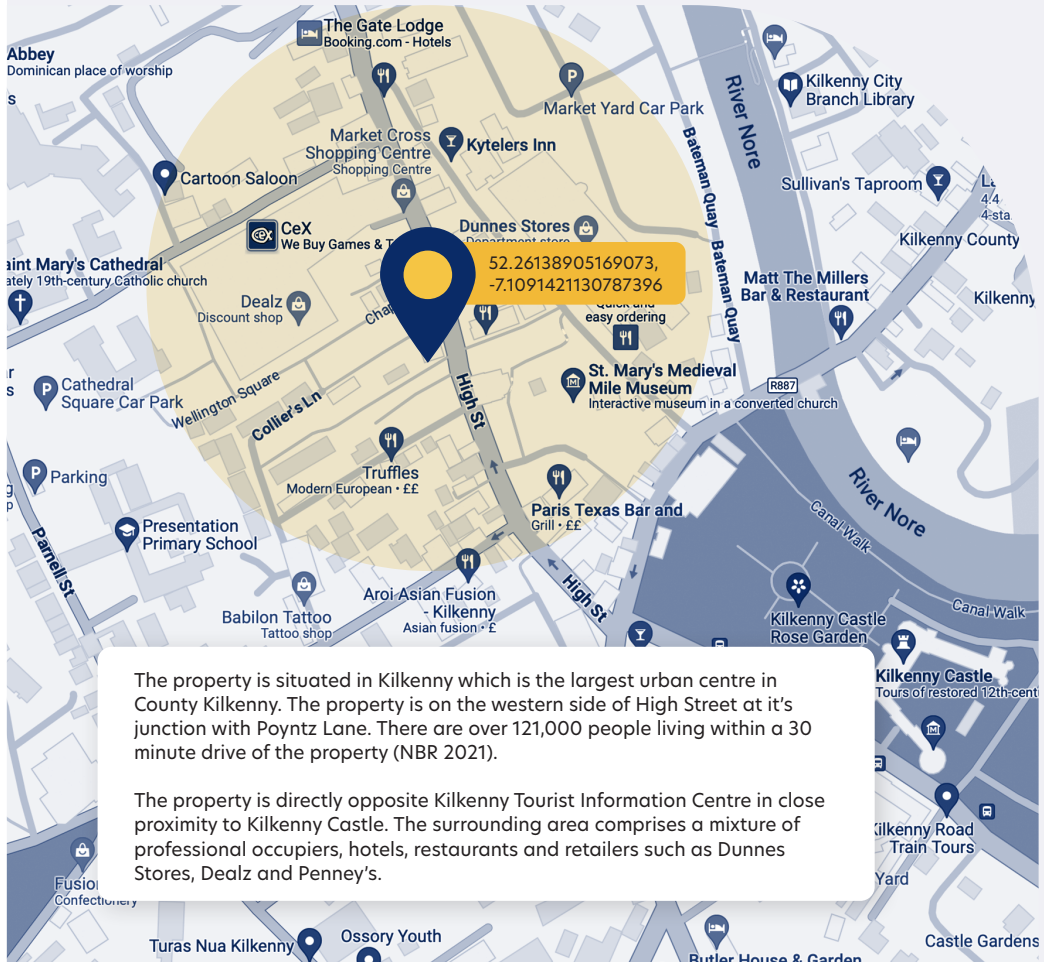 The Gate Lodge
Booking.com - Hotels
Abbey
Dominican place of worship
s
Market Yard Car Park
River Nore
Kilkenny City
Branch Library
Market Cross
Shopping Centre
Shopping Centre
Kytelers Inn
Bateman Quay
Bateman Quay
Cartoon Saloon
Sullivan's Taproom
4.4
4-sta
CeX
We Buy Games & T
Dunnes Stores
Department store
Kilkenny County
52.26138905169073,
-7.1091421130787396
aint Mary's Cathedral
ately 19th-century Catholic church
Matt The Millers
Bar & Restaurant
Kilkenny
Dealz
Discount shop
Chap
Quick and
easy ordering
St. Mary's Medieval
Mile Museum
Interactive museum in a converted church
R887
Cathedral
Square Car Park
ar
s
Wellington Square
Collier's Ln
High St
Truffles
Modern European • ££
Parking
g
p
Paris Texas Bar and
Grill • ££
River Nore
Canal Walk
Presentation
Primary School
Parnell St
Aroi Asian Fusion
- Kilkenny
Asian fusion • £
High St
Babilon Tattoo
Tattoo shop
Kilkenny Castle
Rose Garden
Canal Walk
Kilkenny Castle
Tours of restored 12th-cent
The property is situated in Kilkenny which is the largest urban centre in
County Kilkenny. The property is on the western side of High Street at it's
junction with Poyntz Lane. There are over 121,000 people living within a 30
minute drive of the property (NBR 2021).
The property is directly opposite Kilkenny Tourist Information Centre in close
proximity to Kilkenny Castle. The surrounding area comprises a mixture of
professional occupiers, hotels, restaurants and retailers such as Dunnes
Stores, Dealz and Penney's.
Kilkenny Road
Train Tours
Yard
Fusio
Confectionery
Turas Nua Kilkenny
Ossory Youth
Butler House & Garden
Castle Gardens